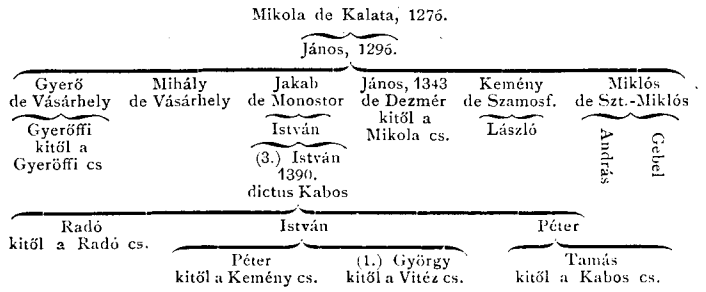 Mikola de Kalata, 1276.
János, 1296.
Gyerő Mihály Jakab János, 1343 Kemény Miklós
de Vásárhely de Vásárhely de Monostor de Dezmér de Szamosf. de Szt.-Miklós
Gyerőffi István kitől a László András Gebel
kitől a Mikola cs.
Gyerőffi cs
(3.) István
1390.
dictus Kabos
Radó István Péter
kitől a Radó cs.
Péter (1.) György Tamás
kitől a Kemény cs. kitől a Vitéz cs. kitől a Kabos cs.